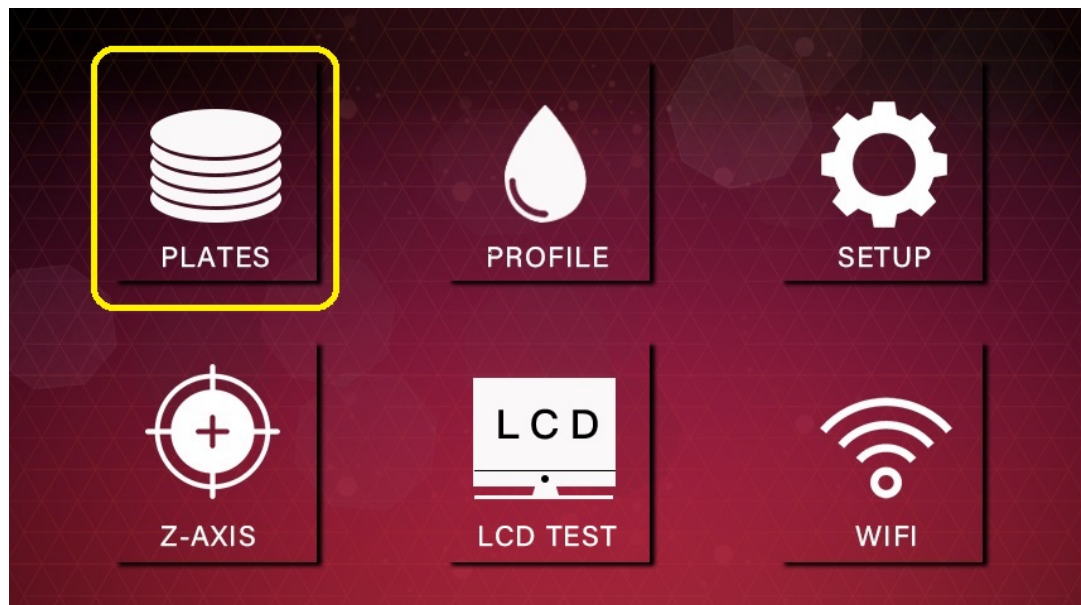 PLATES
PROFILE
SETUP
Z-AXIS
LCD
LCD TEST
WIFI